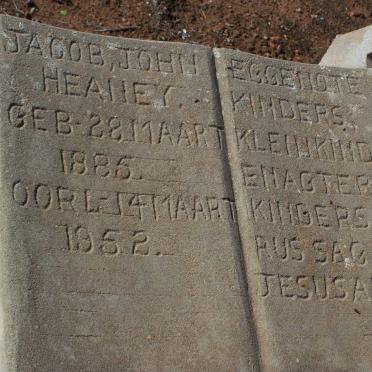 JACOB JOHN
HEANEY.
GEB-28.MAART
1886.
OORL-14 MAART
1952.
EGGENOTE
KINDERS.
KLEINKIND
EN AGTER
KINDERS
RUS SAG
JESUS A